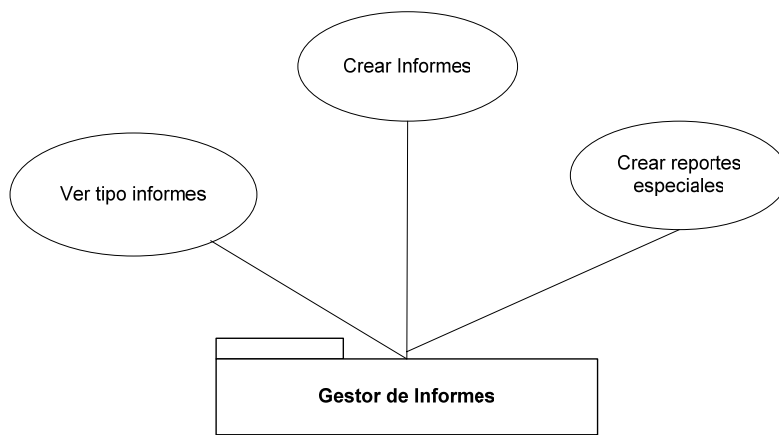 Crear Informes
Ver tipo informes
Crear reportes
especiales
Gestor de Informes